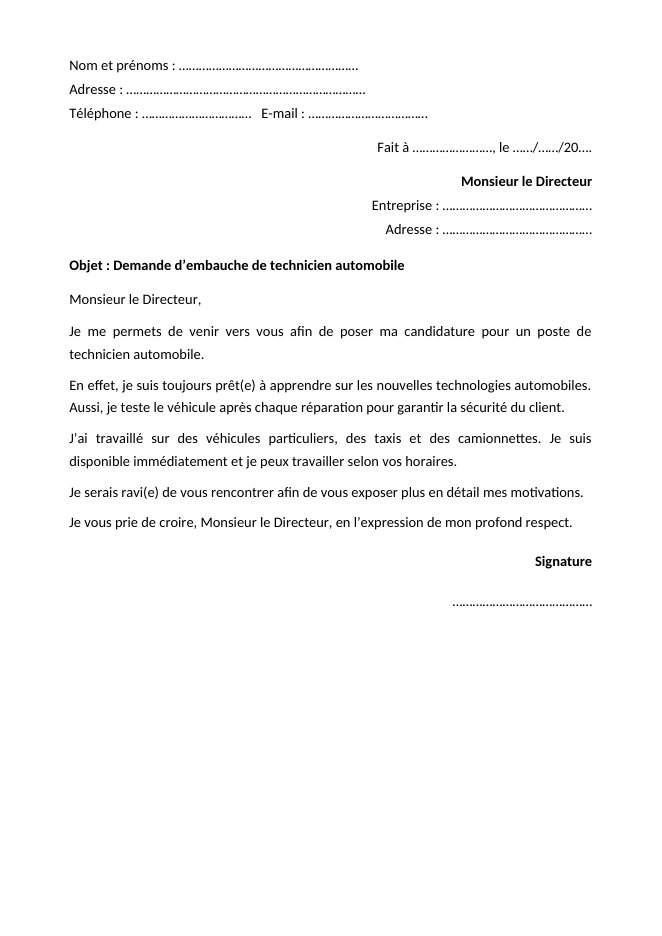 Nom et prénoms : ……………………………………………….
Adresse : ………………………………………………………………
Téléphone : …………………………… E-mail : ………………………………
Fait à ……………………, le ……/……/20….
Monsieur le Directeur
Entreprise : ………………………………………
Adresse : ………………………………………
Objet : Demande d’embauche de technicien automobile
Monsieur le Directeur,
Je me permets de venir vers vous afin de poser ma candidature pour un poste de
technicien automobile.
En effet, je suis toujours prêt(e) à apprendre sur les nouvelles technologies automobiles.
Aussi, je teste le véhicule après chaque réparation pour garantir la sécurité du client.
J’ai travaillé sur des véhicules particuliers, des taxis et des camionnettes. Je suis
disponible immédiatement et je peux travailler selon vos horaires.
Je serais ravi(e) de vous rencontrer afin de vous exposer plus en détail mes motivations.
Je vous prie de croire, Monsieur le Directeur, en l’expression de mon profond respect.
Signature
……………………………………